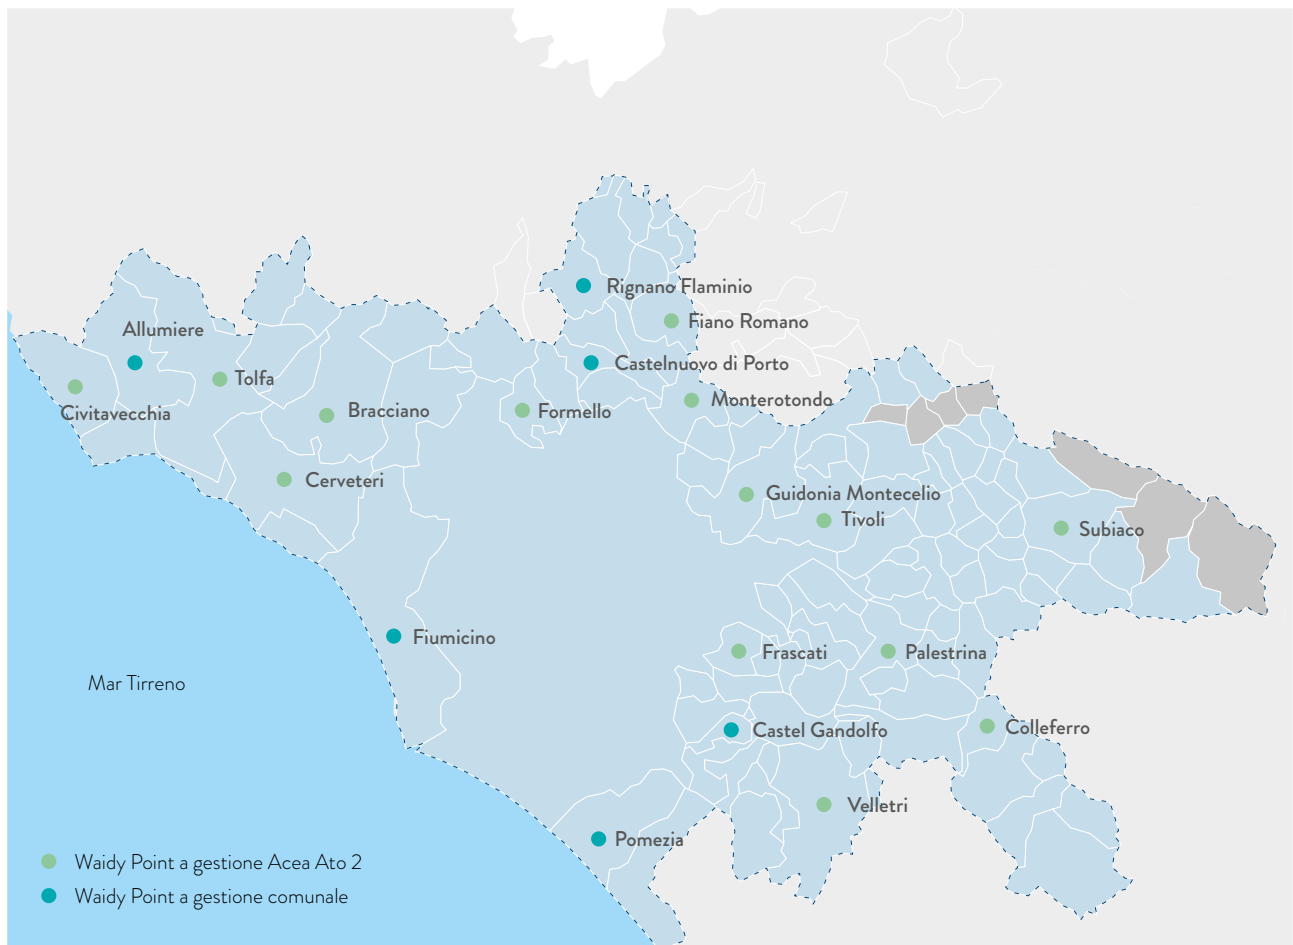 Rignano Flaminio
Fiano Romano
Allumiere
Castelnuovo di Porto
Tolfa
Monterotondo
Civitavecchia
Bracciano
Formello
Cerveteri
Guidonia Montecelio
Tivoli
Subiaco
Fiumicino
Frascati
Palestrina
Mar Tirreno
Castel Gandolfo
Colleferro
Velletri
Pomezia
Waidy Point a gestione Acea Ato 2
Waidy Point a gestione comunale